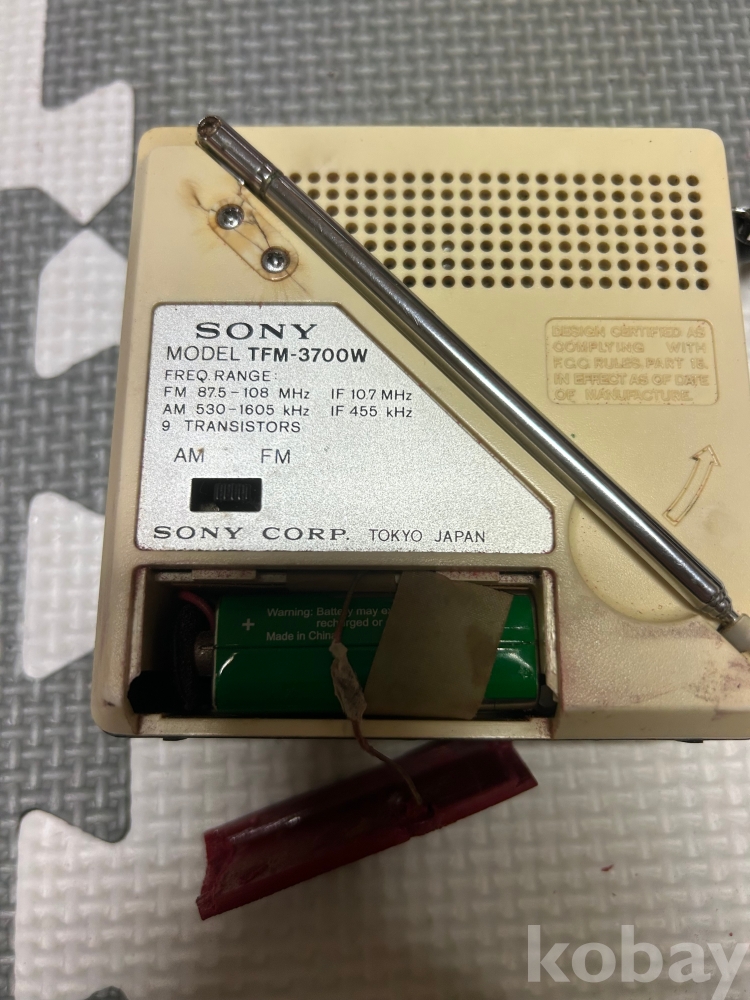 SONY
MODEL TFM-3700W
FREQ. RANGE:
FM 87.5 – 108 MHz IF 10.7 MHz
AM 530 – 1605 kHz IF 455 kHz
9 TRANSISTORS
AM FM
SONY CORP. TOKYO JAPAN
DESIGN CERTIFIED AS
COMPLYING WITH
F.C.C. RULES. PART 15.
IN EFFECT AS OF DATE
OF MANUFACTURE.
+
Warning: Battery may
recharged or
Made in China
kobay